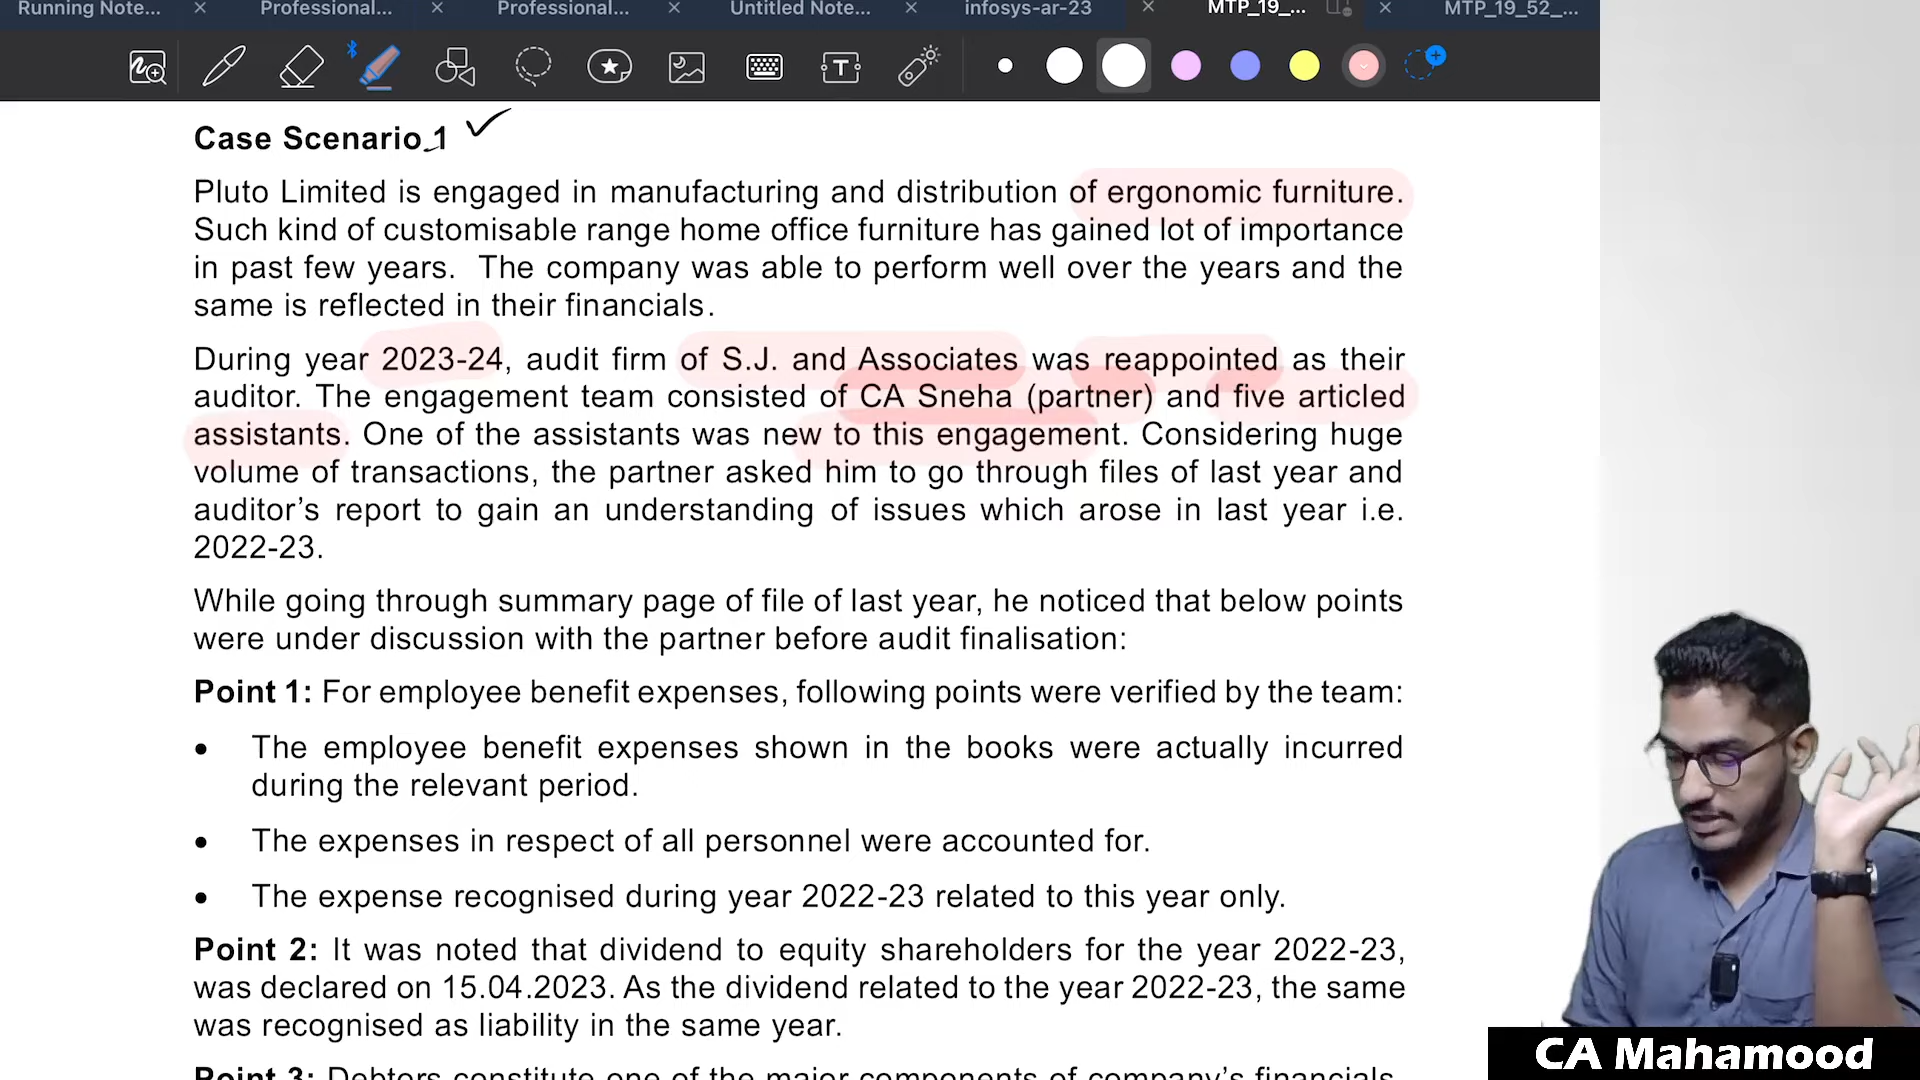 Running Note...
Professional...
Professional...
Untitled Note...
infosys-ar-23
MTP_19_...
MTP_19_52_...
Case Scenario 1
Pluto Limited is engaged in manufacturing and distribution of ergonomic furniture.
Such kind of customisable range home office furniture has gained lot of importance
in past few years. The company was able to perform well over the years and the
same is reflected in their financials.
During year 2023-24, audit firm of S.J. and Associates was reappointed as their
auditor. The engagement team consisted of CA Sneha (partner) and five articled
assistants. One of the assistants was new to this engagement. Considering huge
volume of transactions, the partner asked him to go through files of last year and
auditor’s report to gain an understanding of issues which arose in last year i.e.
2022-23.
While going through summary page of file of last year, he noticed that below points
were under discussion with the partner before audit finalisation:
Point 1: For employee benefit expenses, following points were verified by the team:
• The employee benefit expenses shown in the books were actually incurred
during the relevant period.
• The expenses in respect of all personnel were accounted for.
• The expense recognised during year 2022-23 related to this year only.
Point 2: It was noted that dividend to equity shareholders for the year 2022-23,
was declared on 15.04.2023. As the dividend related to the year 2022-23, the same
was recognised as liability in the same year.
Point 3: Debtors constitute one of the major components of company’s financials.
CA Mahamood